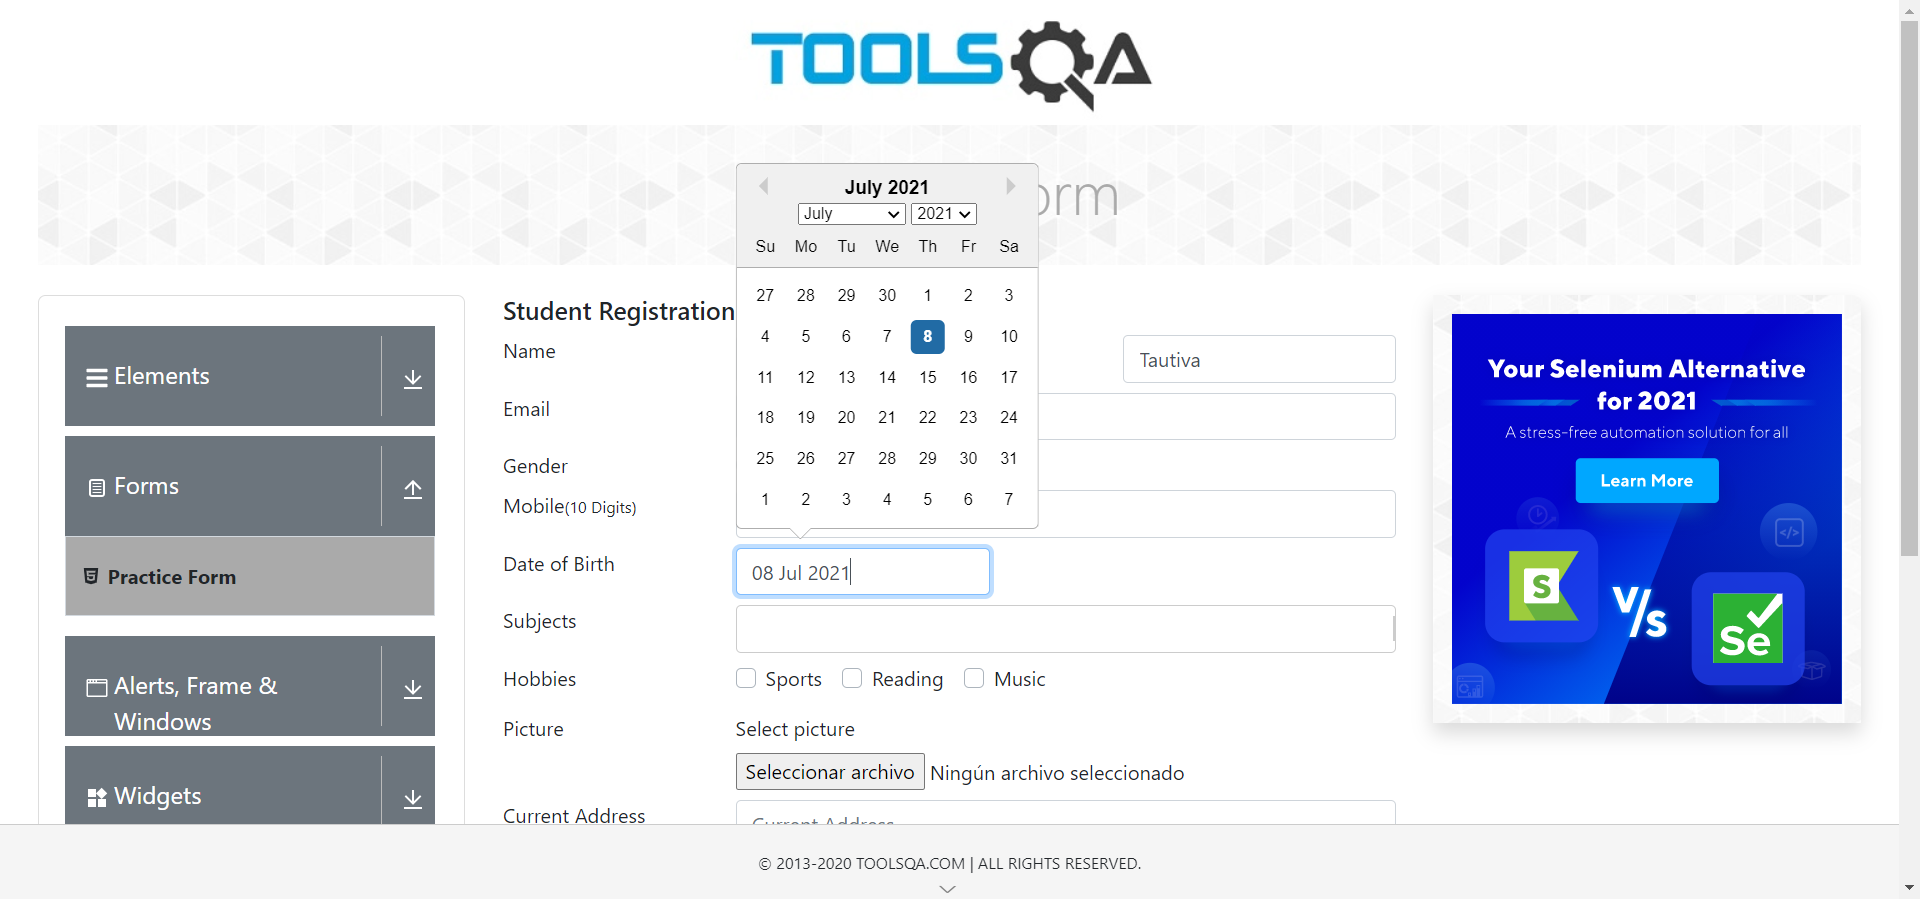 TOOLSQA
orm
July 2021
July 2021
Su Mo Tu We Th Fr Sa
27 28 29 30 1 2 3
4 5 6 7 8 9 10
11 12 13 14 15 16 17
18 19 20 21 22 23 24
25 26 27 28 29 30 31
1 2 3 4 5 6 7
Elements
Forms
Practice Form
Alerts, Frame &
Windows
Widgets
Student Registration
Name
Tautiva
Email
Gender
Mobile(10 Digits)
Date of Birth
08 Jul 2021
Subjects
Hobbies
Sports
Reading
Music
Picture
Select picture
Seleccionar archivo Ningún archivo seleccionado
Current Address
Current Address
Your Selenium Alternative
for 2021
A stress-free automation solution for all
Learn More
S
V/s
Se
© 2013-2020 TOOLSQA.COM | ALL RIGHTS RESERVED.